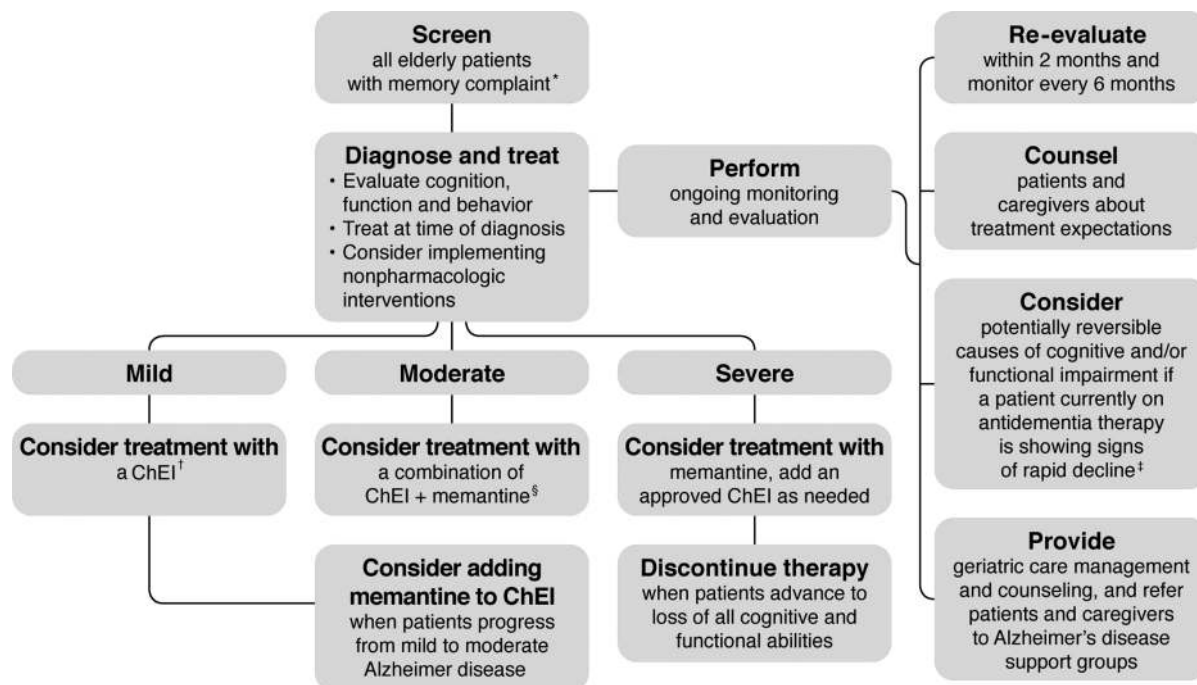 Screen
all elderly patients
with memory complaint*
Diagnose and treat
• Evaluate cognition,
function and behavior
• Treat at time of diagnosis
• Consider implementing
nonpharmacologic
interventions
Perform
ongoing monitoring
and evaluation
Re-evaluate
within 2 months and
monitor every 6 months
Counsel
patients and
caregivers about
treatment expectations
Consider
potentially reversible
causes of cognitive and/or
functional impairment if
a patient currently on
antidementia therapy
is showing signs
of rapid decline‡
Provide
geriatric care management
and counseling, and refer
patients and caregivers
to Alzheimer’s disease
support groups
Mild
Consider treatment with
a ChEI†
Moderate
Consider treatment with
a combination of
ChEI + memantine§
Consider adding
memantine to ChEI
when patients progress
from mild to moderate
Alzheimer disease
Severe
Consider treatment with
memantine, add an
approved ChEI as needed
Discontinue therapy
when patients advance to
loss of all cognitive and
functional abilities